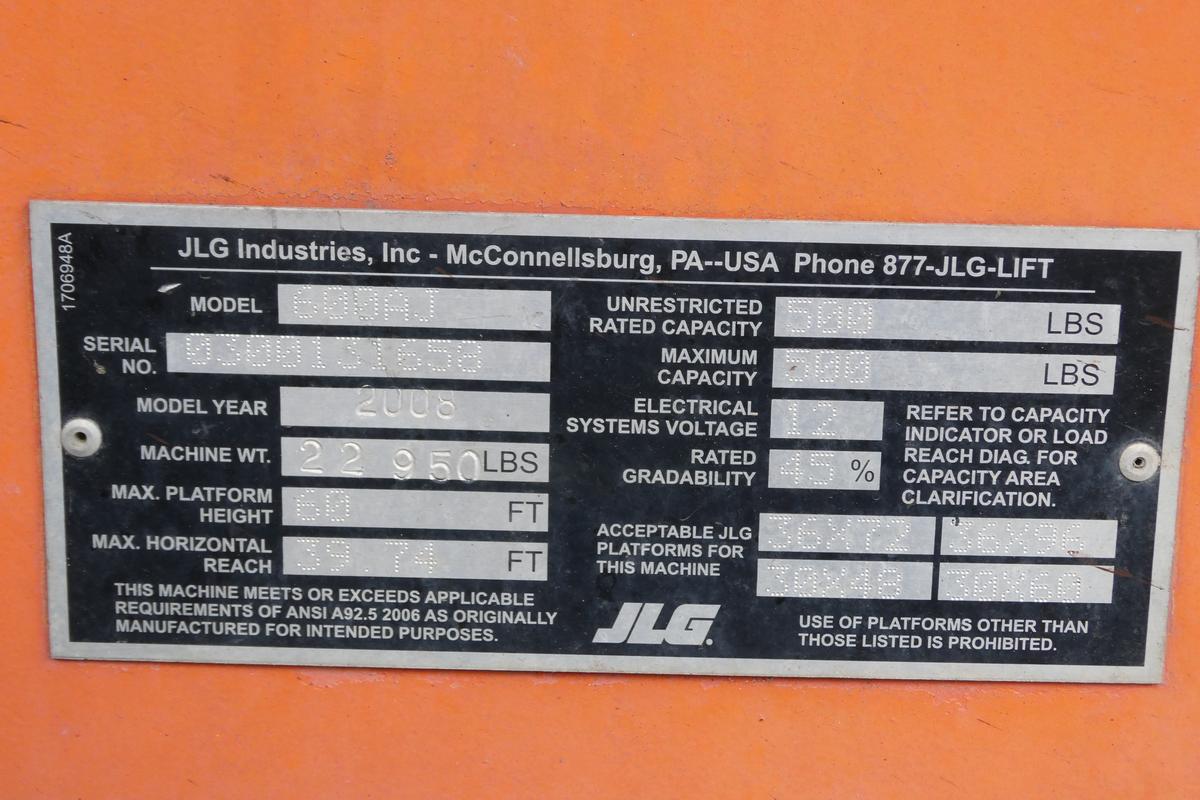 1706948A
JLG Industries, Inc - McConnellsburg, PA--USA Phone 877-JLG-LIFT
MODEL 600AJ
SERIAL NO. 0300131658
MODEL YEAR 2008
MACHINE WT. 22 950 LBS
MAX. PLATFORM HEIGHT 60 FT
MAX. HORIZONTAL REACH 39.74 FT
THIS MACHINE MEETS OR EXCEEDS APPLICABLE
REQUIREMENTS OF ANSI A92.5 2006 AS ORIGINALLY
MANUFACTURED FOR INTENDED PURPOSES.
UNRESTRICTED RATED CAPACITY 500 LBS
MAXIMUM CAPACITY 500 LBS
ELECTRICAL SYSTEMS VOLTAGE 12
RATED GRADABILITY 45 %
REFER TO CAPACITY
INDICATOR OR LOAD
REACH DIAG. FOR
CAPACITY AREA
CLARIFICATION.
ACCEPTABLE JLG
PLATFORMS FOR
THIS MACHINE
36X72 36X96
30X48 30X60
JLG.
USE OF PLATFORMS OTHER THAN
THOSE LISTED IS PROHIBITED.